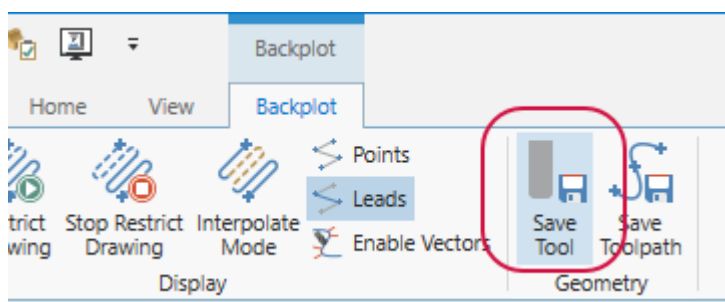 Backplot
Home View Backplot
Points
Leads
Enable Vectors
trict
wing
Stop Restrict
Drawing
Interpolate
Mode
Save
Tool
Save
Toolpath
Display Geometry